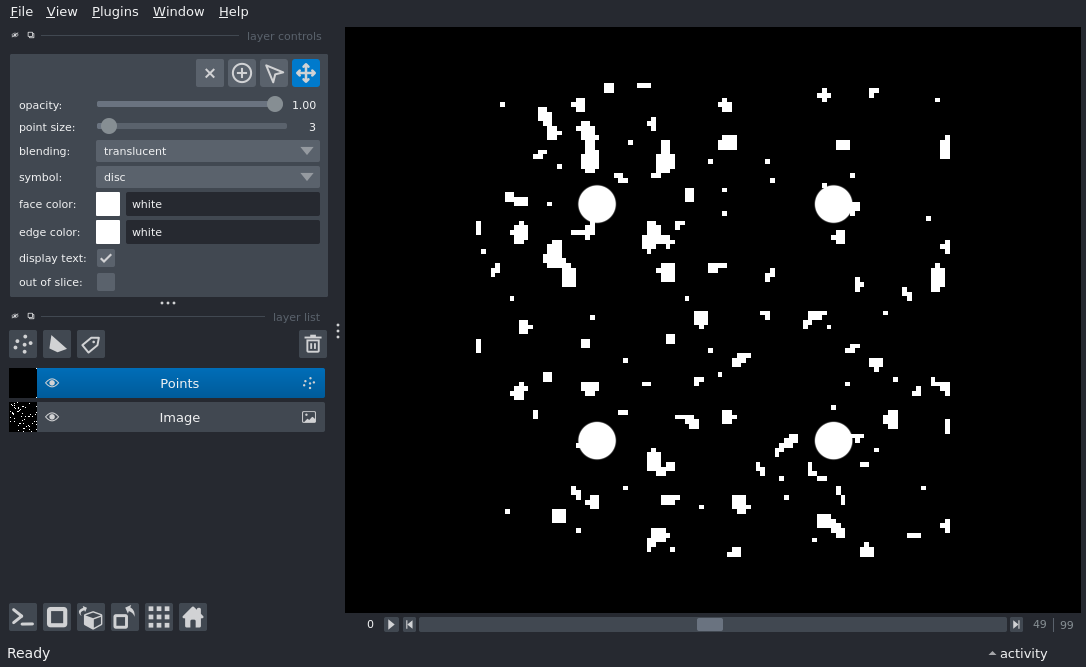 File View Plugins Window Help
layer controls
opacity: 1.00
point size: 3
blending: translucent
symbol: disc
face color: white
edge color: white
display text:
out of slice:
layer list
Points
Image
0 49 | 99
Ready activity